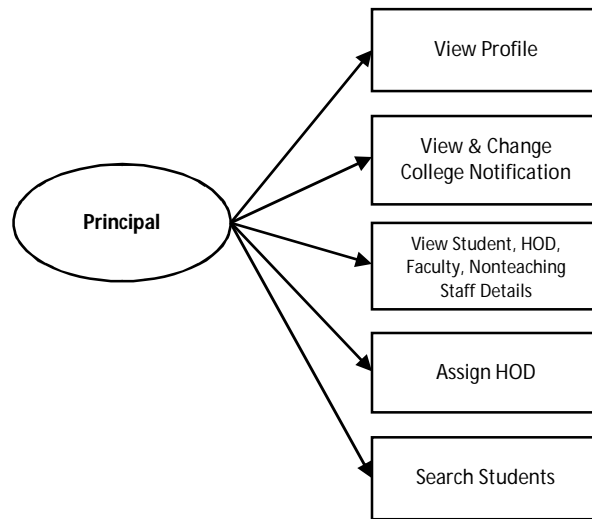 View Profile
View & Change
College Notification
Principal
View Student, HOD,
Faculty, Nonteaching
Staff Details
Assign HOD
Search Students